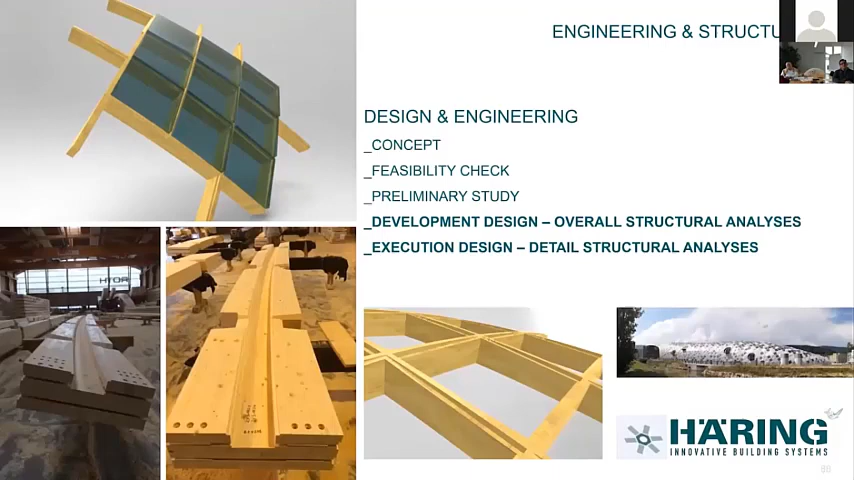 ENGINEERING & STRUCTU
DESIGN & ENGINEERING
_CONCEPT
_FEASIBILITY CHECK
_PRELIMINARY STUDY
_DEVELOPMENT DESIGN – OVERALL STRUCTURAL ANALYSES
_EXECUTION DESIGN – DETAIL STRUCTURAL ANALYSES
HÄRING
INNOVATIVE BUILDING SYSTEMS